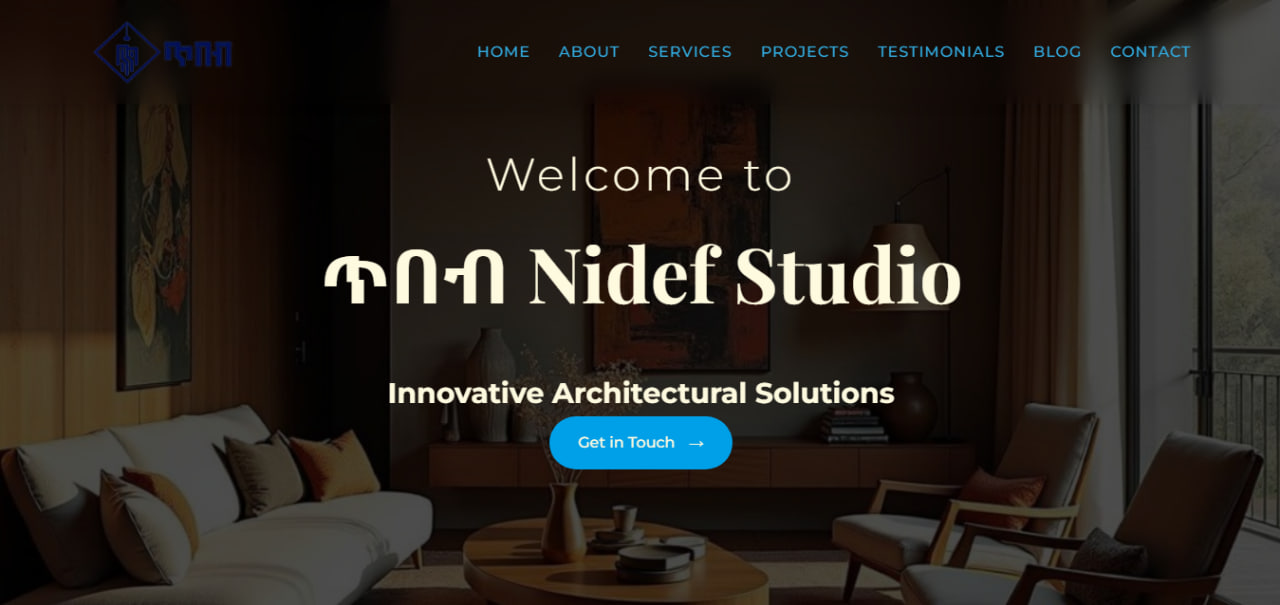 ጥበብ
HOME ABOUT SERVICES PROJECTS TESTIMONIALS BLOG CONTACT
Welcome to
ጥበብ Nidef Studio
Innovative Architectural Solutions
Get in Touch →